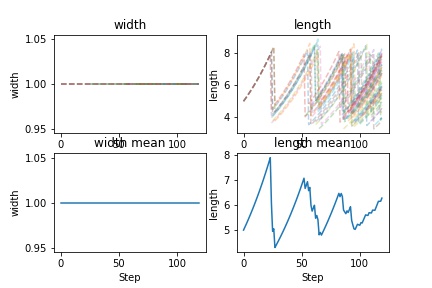 width
length
1.05
1.00
0.95
width
8
6
4
length
0
50
100
0
50
100
width mean
length mean
1.05
1.00
0.95
width
8
7
6
5
length
0
50
100
0
50
100
Step
Step